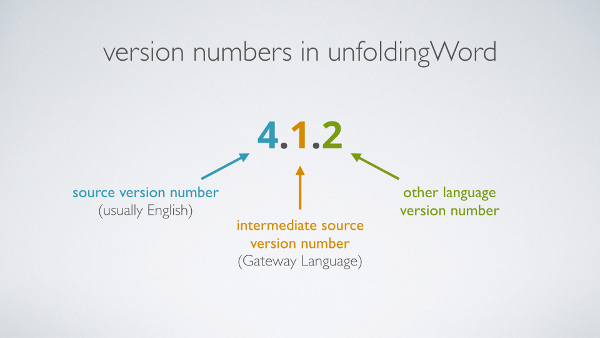 version numbers in unfoldingWord
4.1.2
source version number
(usually English)
intermediate source
version number
(Gateway Language)
other language
version number